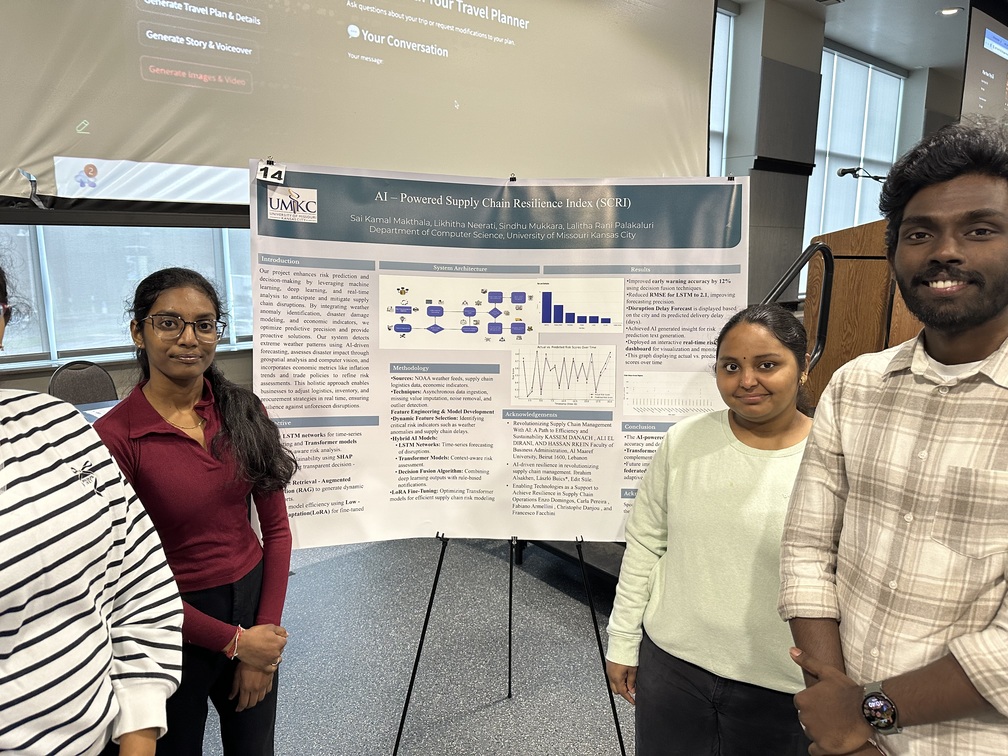 Generate Travel Plan & Details
Generate Story & Voiceover
Generate Images & Video
Your Travel Planner
Ask questions about your trip or request modifications to your plan.
Your Conversation
Your message:
2
14
UMKC
UNIVERSITY OF MISSOURI
KANSAS CITY
AI – Powered Supply Chain Resilience Index (SCRI)
Sai Kamal Makthala, Likhitha Neerati, Sindhu Mukkara, Lalitha Rani Palakaluri
Department of Computer Science, University of Missouri Kansas City
Introduction
Our project enhances risk prediction and
decision-making by leveraging machine
learning, deep learning, and real-time
analysis to anticipate and mitigate supply
chain disruptions. By integrating weather
anomaly identification, disaster damage
modeling, and economic indicators, we
optimize predictive precision and provide
proactive solutions. Our system detects
extreme weather patterns using AI-driven
forecasting, assesses disaster impact through
geospatial analysis and computer vision, and
incorporates economic metrics like inflation
trends and trade policies to refine risk
assessments. This holistic approach enables
businesses to adjust logistics, inventory, and
procurement strategies in real time, ensuring
resilience against unforeseen disruptions.
LSTM networks for time-series
and Transformer models
aware risk analysis.
using SHAP
transparent decision -
Retrieval - Augmented
(RAG) to generate dynamic
model efficiency using Low -
(LoRA) for fine-tuned
System Architecture
Methodology
•Sources: NOAA weather feeds, supply chain
logistics data, economic indicators.
•Techniques: Asynchronous data ingestion,
missing value imputation, noise removal, and
outlier detection.
Feature Engineering & Model Development
•Dynamic Feature Selection: Identifying
critical risk indicators such as weather
anomalies and supply chain delays.
•Hybrid AI Models:
• LSTM Networks: Time-series forecasting
of disruptions.
• Transformer Models: Context-aware risk
assessment.
• Decision Fusion Algorithm: Combining
deep learning outputs with rule-based
notifications.
•LoRA Fine-Tuning: Optimizing Transformer
models for efficient supply chain risk modeling
Acknowledgements
• Revolutionizing Supply Chain Management
With AI: A Path to Efficiency and
Sustainability KASSEM DANACH, ALI EL
DIRANI, AND HASSAN RKEIN, Faculty of
Business Administration, Al Maaref
University, Beirut 1600, Lebanon
• AI-driven resilience in revolutionizing
supply chain management. Ibrahim
Alsakher, László Buics*, Edit Süle
• Enabling Technologies as a Support to
Achieve Resilience in Supply Chain
Operations Enzo Domingos, Carla Pereira,
Fabiano Armellini, Christophe Danjou, and
Francesco Facchini
Results
•Improved early warning accuracy by 12%
using decision fusion techniques.
•Reduced RMSE for LSTM to 2.1, improving
forecasting precision.
•Disruption Delay Forecast is displayed based
on the city and its predicted delivery delay
(days).
•Achieved AI generated insight for risk
prediction text generation.
•Deployed an interactive real-time risk
dashboard for visualization and
•This graph displaying actual vs.
scores over time
Conclusion
•The AI-powered
accuracy and
•Transformer
complement
•Future
federated
adaptive